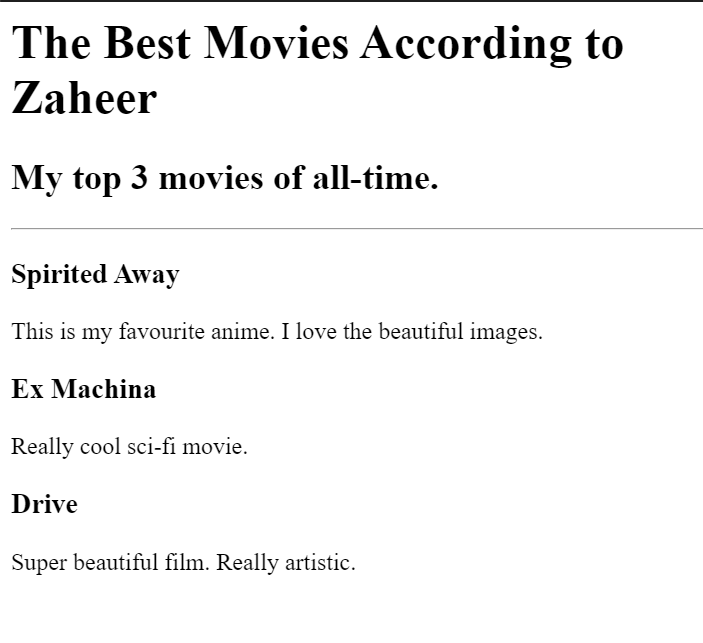 The Best Movies According to
Zaheer
My top 3 movies of all-time.
Spirited Away
This is my favourite anime. I love the beautiful images.
Ex Machina
Really cool sci-fi movie.
Drive
Super beautiful film. Really artistic.